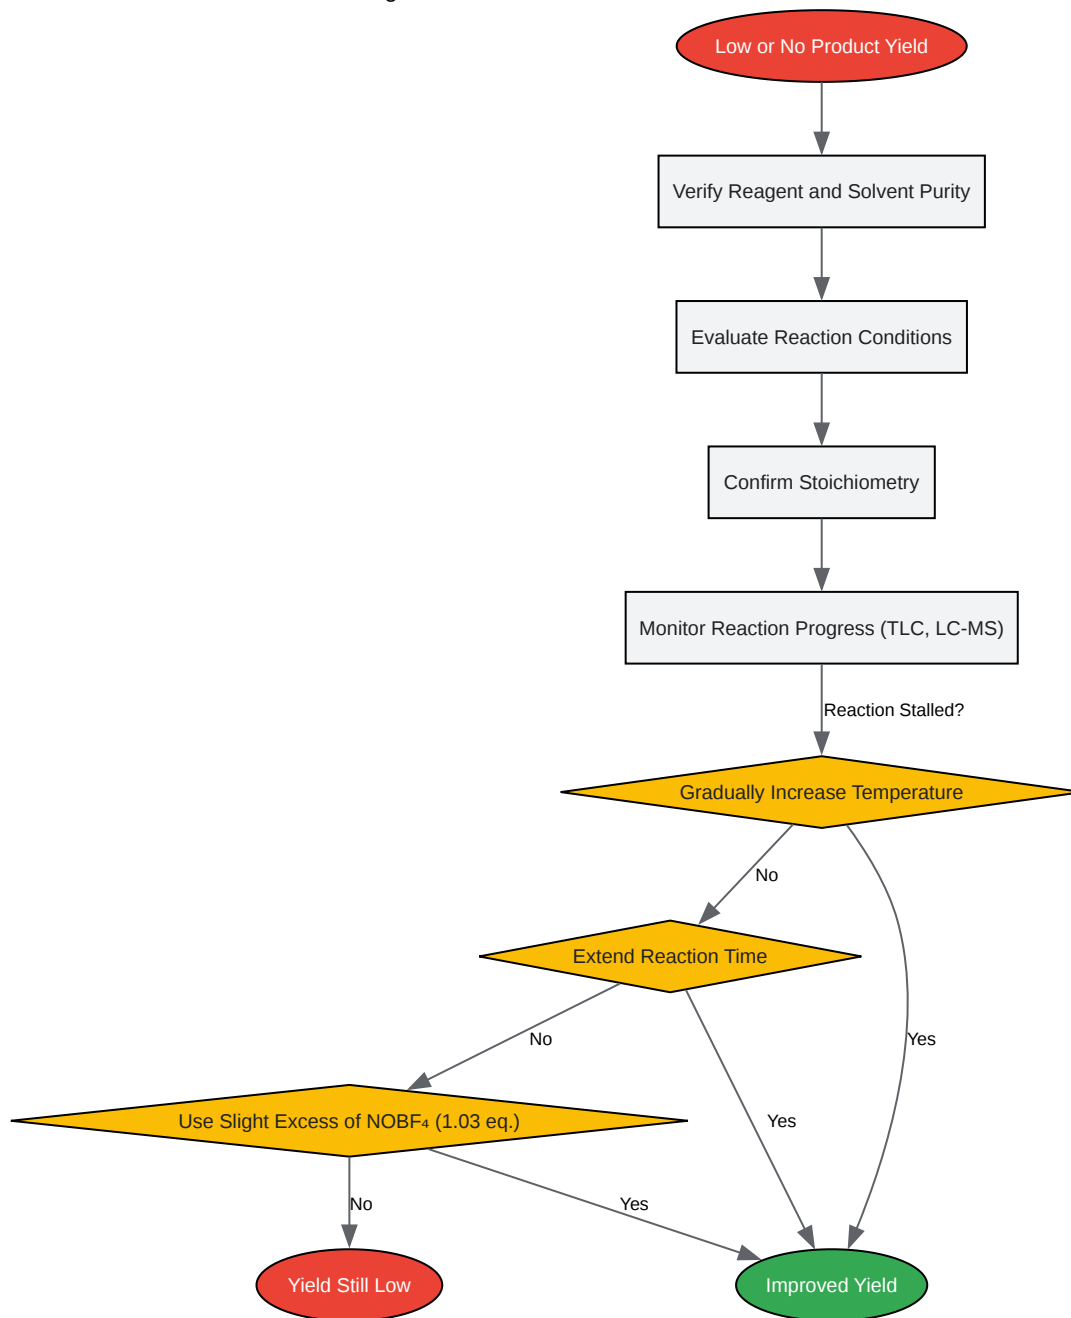 Low or No Product Yield
Verify Reagent and Solvent Purity
Evaluate Reaction Conditions
Confirm Stoichiometry
Monitor Reaction Progress (TLC, LC-MS)
Reaction Stalled?
Gradually Increase Temperature
No
Extend Reaction Time
No
Yes
Use Slight Excess of NOBF₄ (1.03 eq.)
Yes
No
Yes
Yield Still Low
Improved Yield